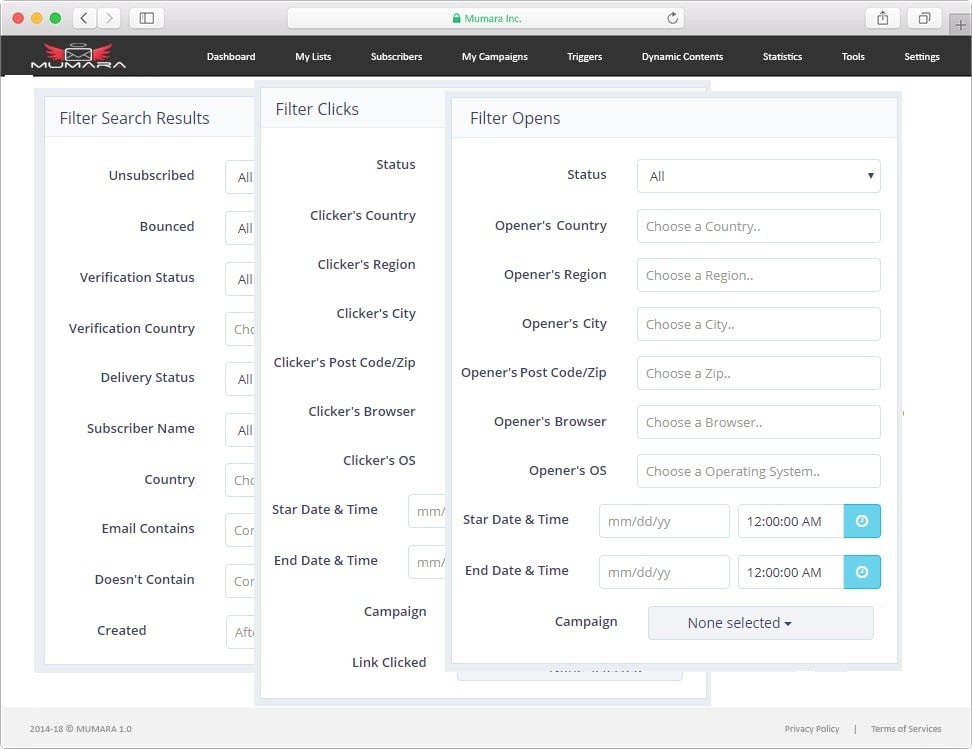 Mumara Inc.
MUMARA
Dashboard My Lists Subscribers My Campaigns Triggers Dynamic Contents Statistics Tools Settings
Filter Search Results
Unsubscribed All
Bounced All
Verification Status All
Verification Country Cho
Delivery Status All
Subscriber Name All
Country Cho
Email Contains Con
Doesn't Contain Con
Created Afte
Filter Clicks
Status
Clicker's Country
Clicker's Region
Clicker's City
Clicker's Post Code/Zip
Clicker's Browser
Clicker's OS
Start Date & Time mm/
End Date & Time mm/
Campaign
Link Clicked
Filter Opens
Status All
Opener's Country Choose a Country..
Opener's Region Choose a Region..
Opener's City Choose a City..
Opener's Post Code/Zip Choose a Zip..
Opener's Browser Choose a Browser..
Opener's OS Choose a Operating System..
Star Date & Time mm/dd/yy 12:00:00 AM
End Date & Time mm/dd/yy 12:00:00 AM
Campaign None selected
2014-18 © MUMARA 1.0 Privacy Policy | Terms of Services